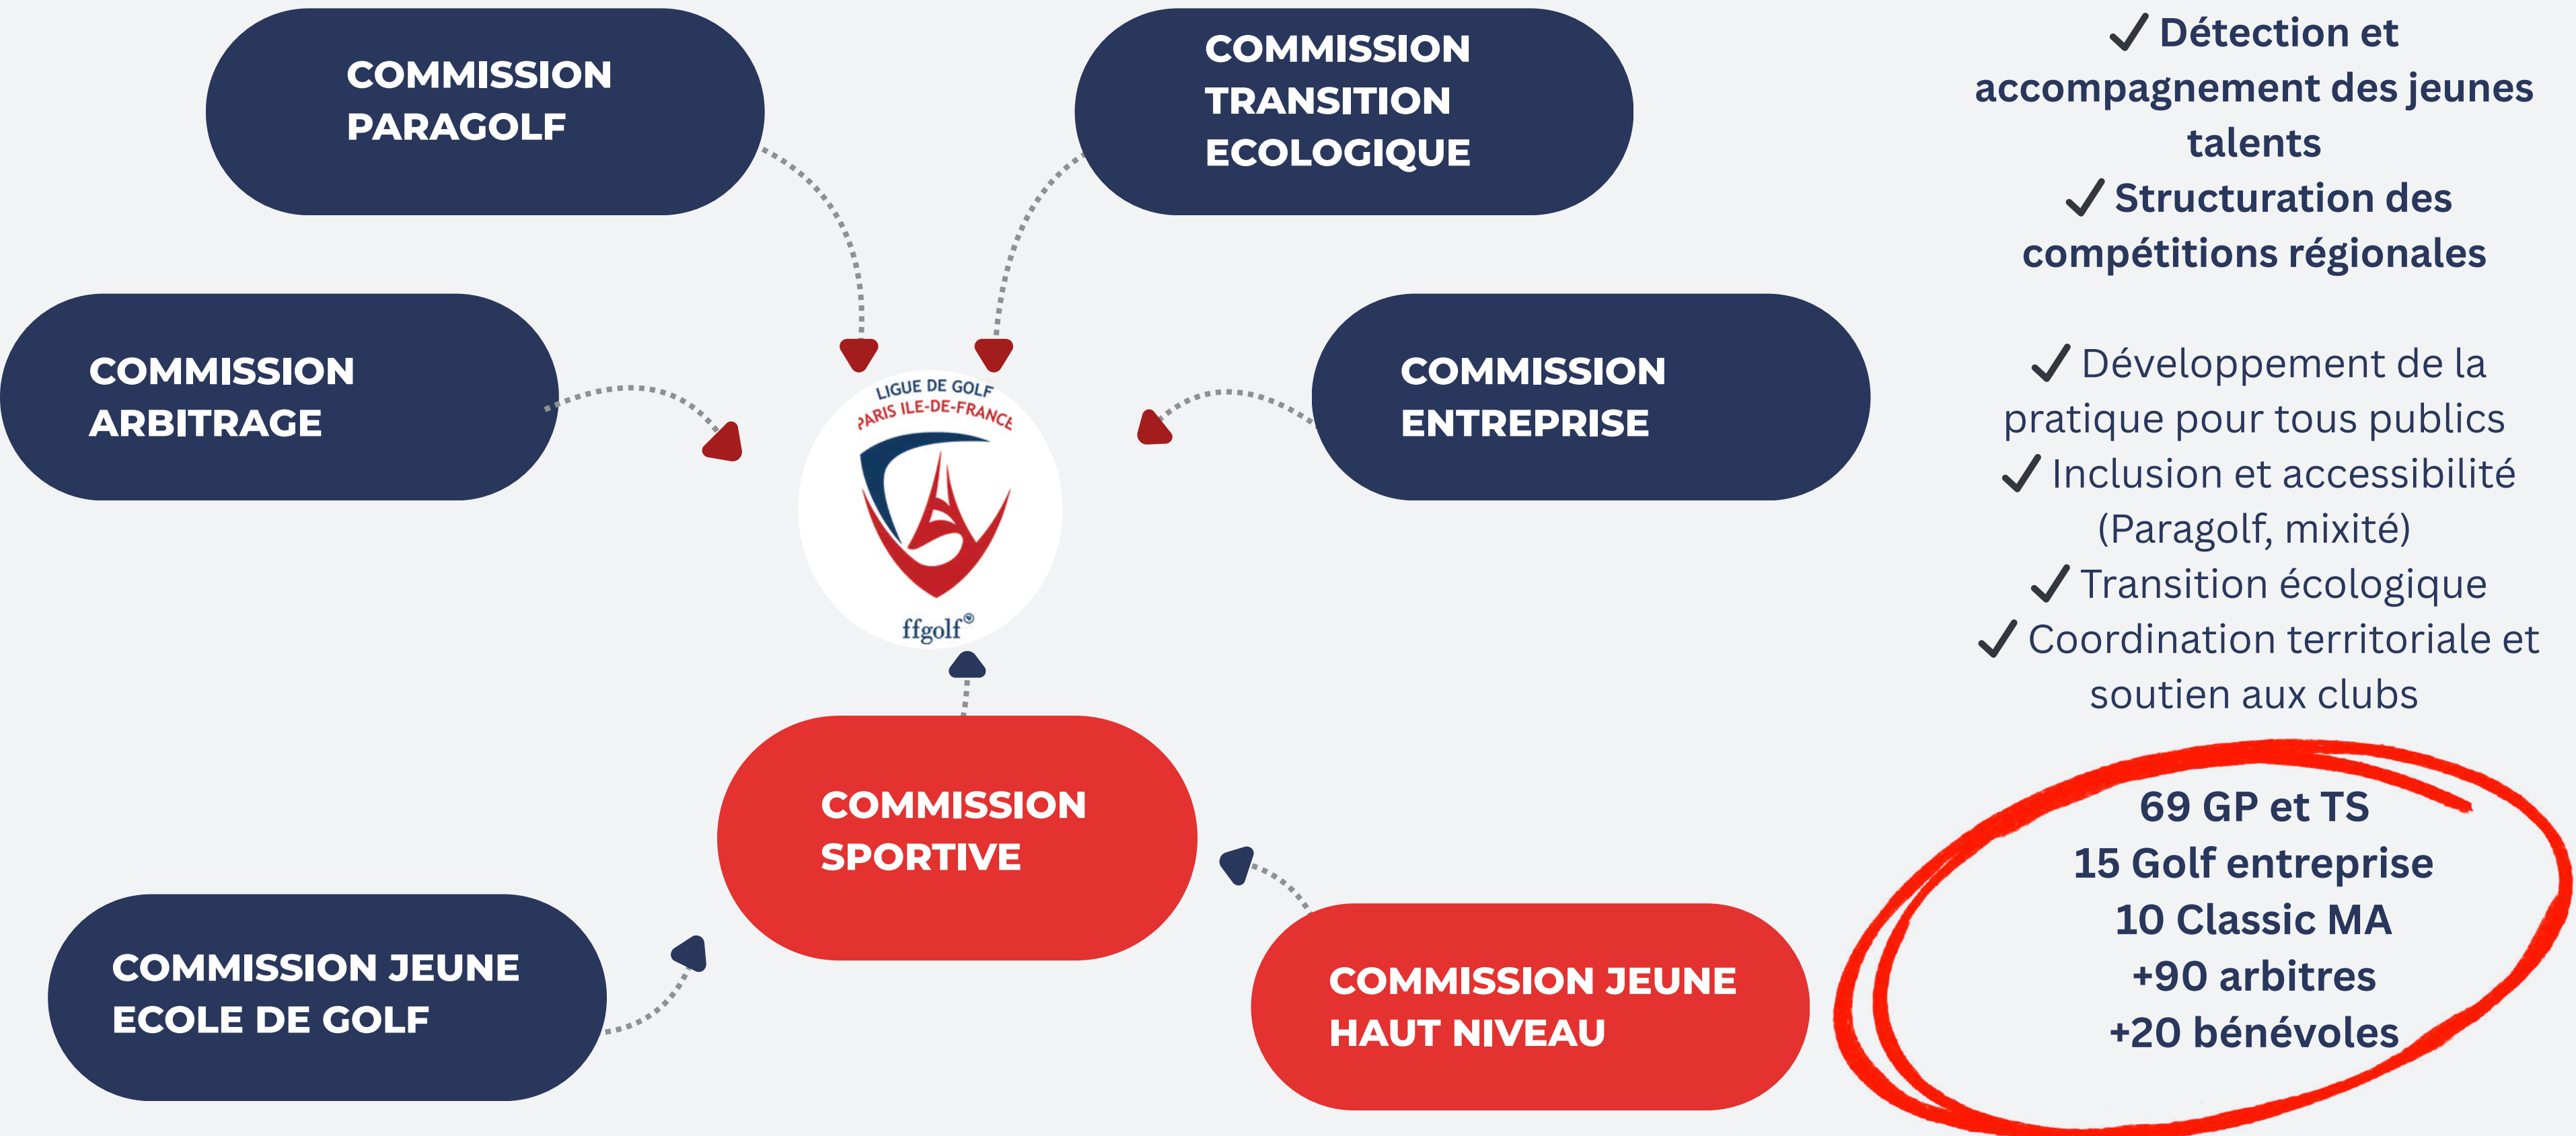 COMMISSION
PARAGOLF
COMMISSION
TRANSITION
ECOLOGIQUE
COMMISSION
ARBITRAGE
COMMISSION
ENTREPRISE
LIGUE DE GOLF
PARIS ILE-DE-FRANCE
ffgolf®
COMMISSION
SPORTIVE
COMMISSION JEUNE
ECOLE DE GOLF
COMMISSION JEUNE
HAUT NIVEAU
✓ Détection et
accompagnement des jeunes
talents
✓ Structuration des
compétitions régionales
✓ Développement de la
pratique pour tous publics
✓ Inclusion et accessibilité
(Paragolf, mixité)
✓ Transition écologique
✓ Coordination territoriale et
soutien aux clubs
69 GP et TS
15 Golf entreprise
10 Classic MA
+90 arbitres
+20 bénévoles